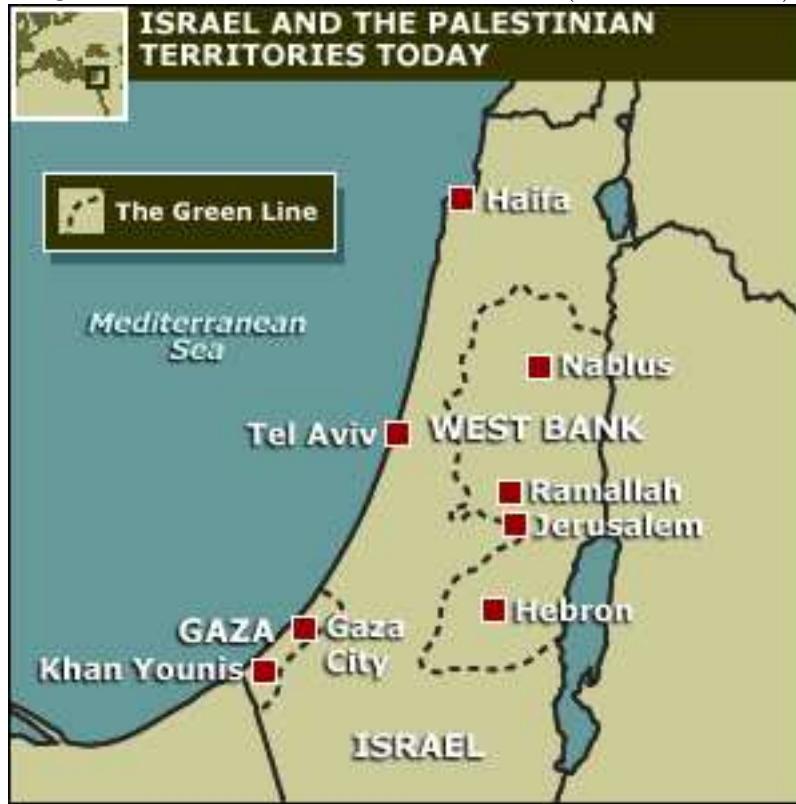 ISRAEL AND THE PALESTINIAN
TERRITORIES TODAY
The Green Line
Haifa
Mediterranean
Sea
Nablus
Tel Aviv
WEST BANK
Ramallah
Jerusalem
Hebron
GAZA
Gaza
City
Khan Younis
ISRAEL